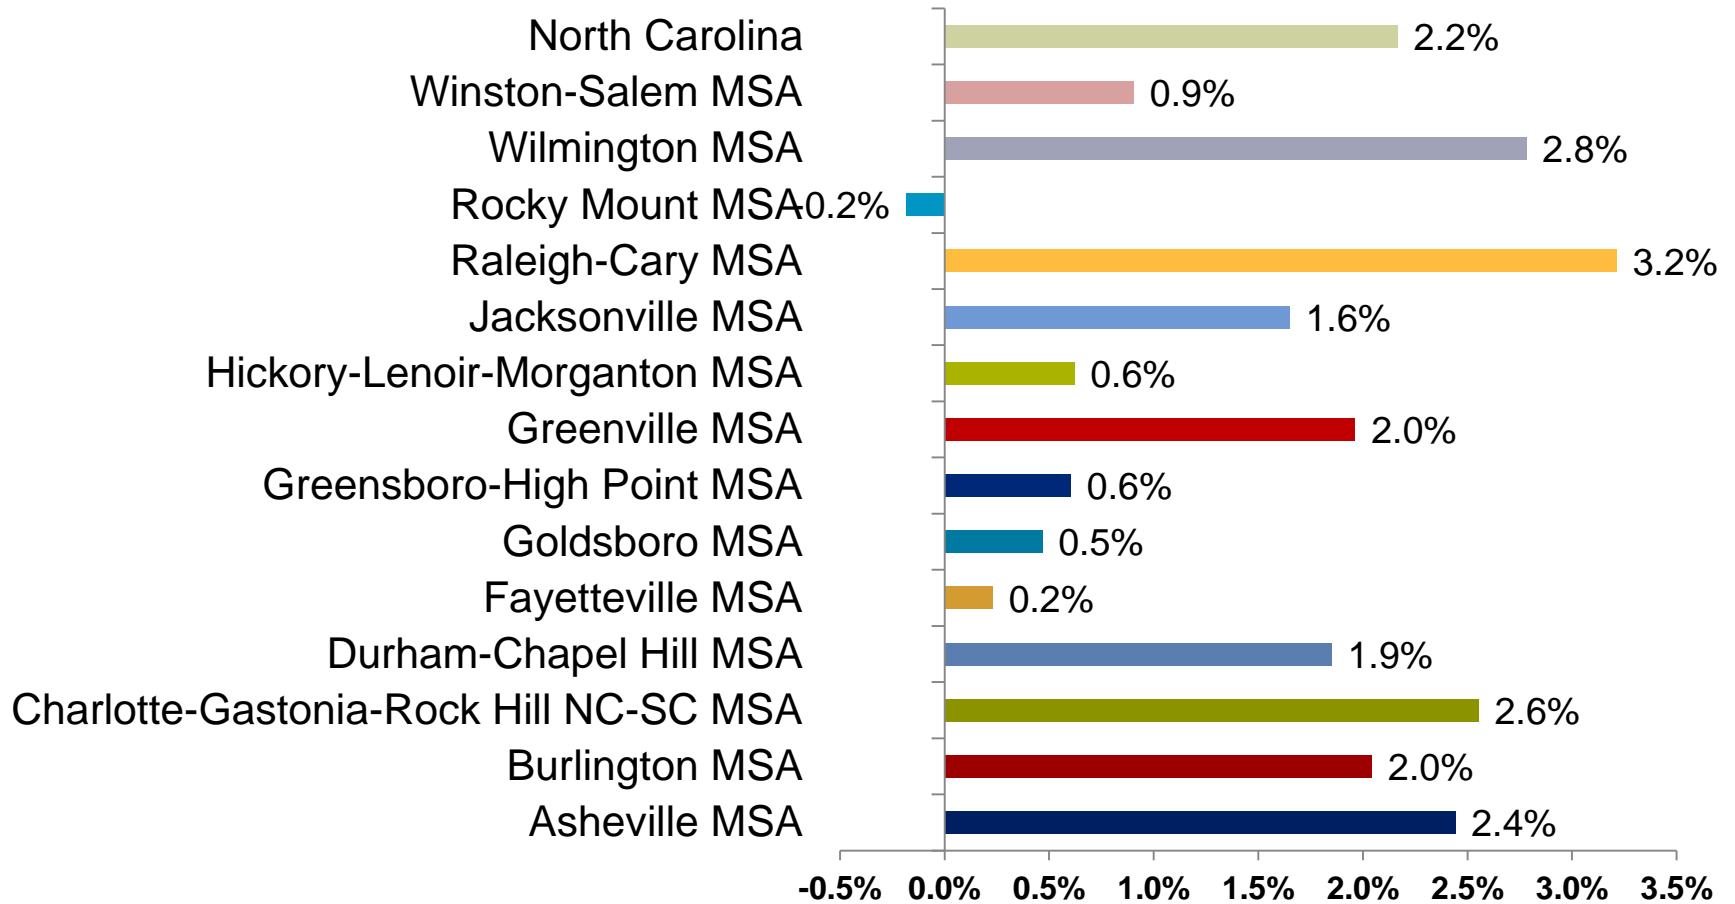 North Carolina 2.2%
Winston-Salem MSA 0.9%
Wilmington MSA 2.8%
Rocky Mount MSA -0.2%
Raleigh-Cary MSA 3.2%
Jacksonville MSA 1.6%
Hickory-Lenoir-Morganton MSA 0.6%
Greenville MSA 2.0%
Greensboro-High Point MSA 0.6%
Goldsboro MSA 0.5%
Fayetteville MSA 0.2%
Durham-Chapel Hill MSA 1.9%
Charlotte-Gastonia-Rock Hill NC-SC MSA 2.6%
Burlington MSA 2.0%
Asheville MSA 2.4%
-0.5% 0.0% 0.5% 1.0% 1.5% 2.0% 2.5% 3.0% 3.5%